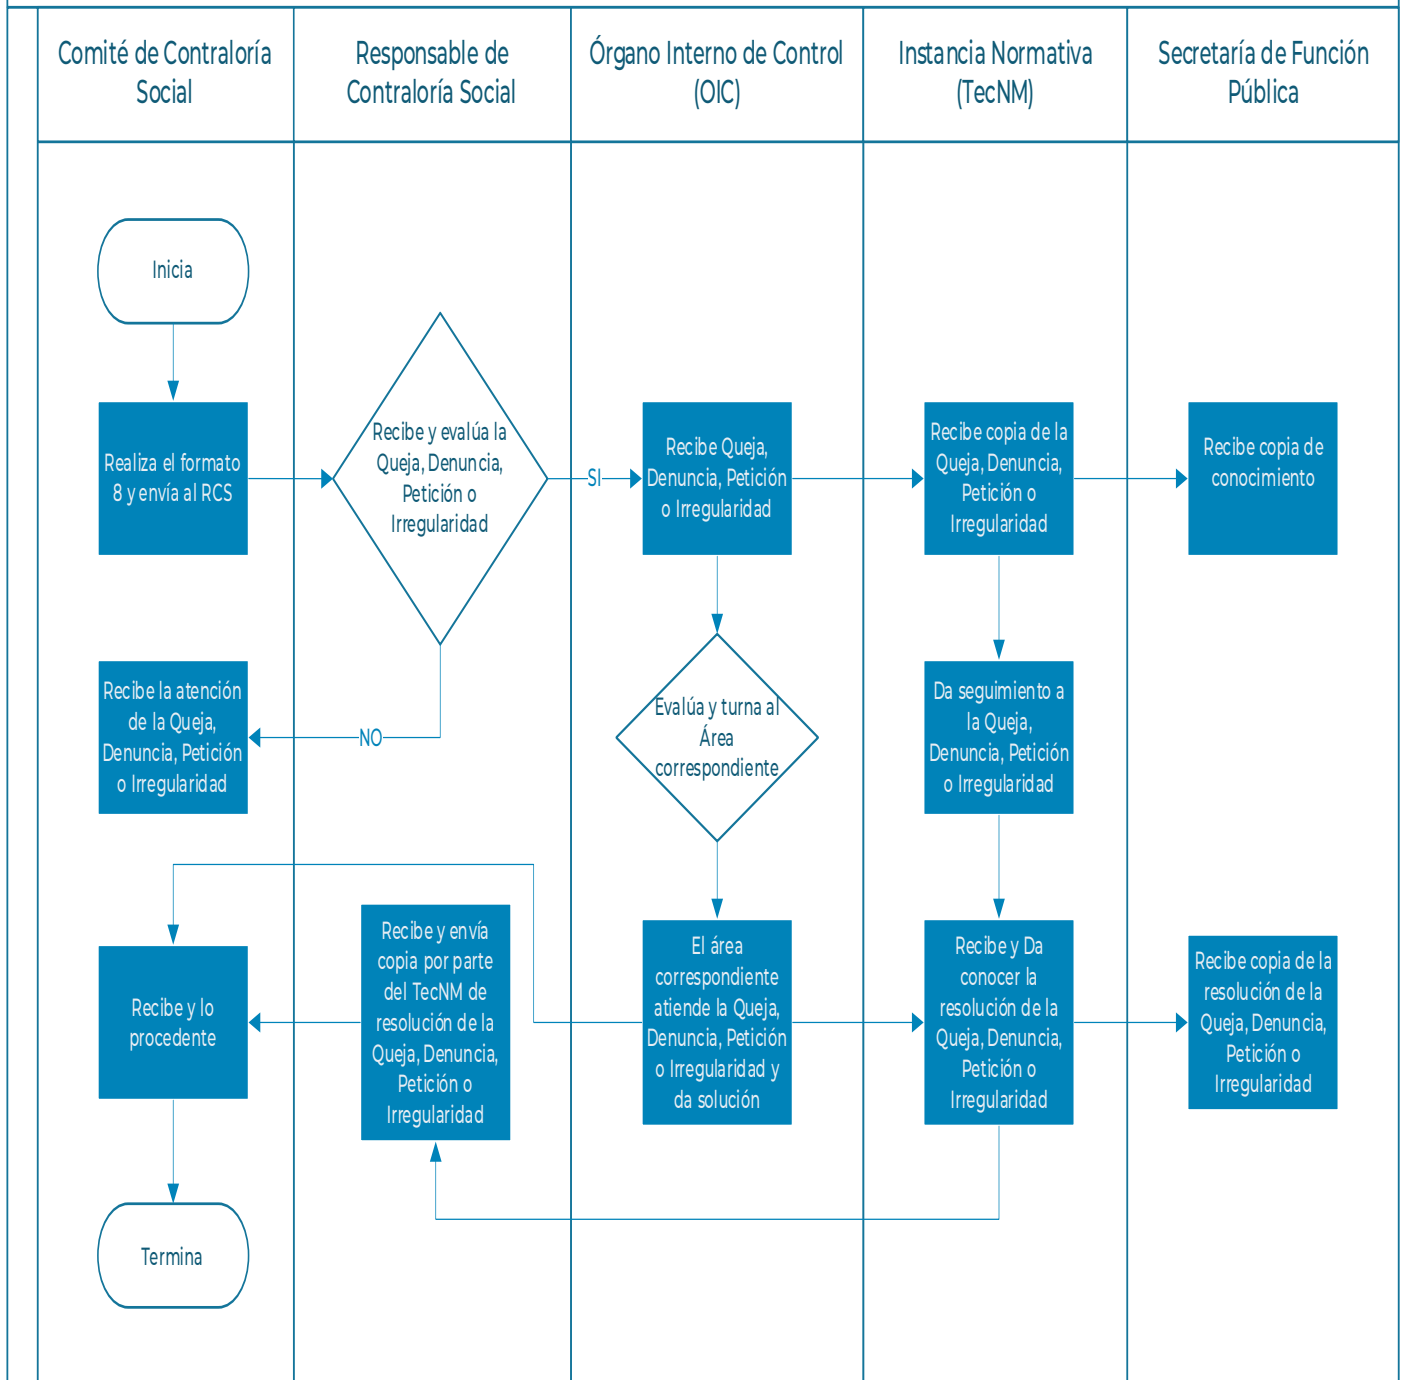 Comité de Contraloría
Social
Responsable de
Contraloría Social
Órgano Interno de Control
(OIC)
Instancia Normativa
(TecNM)
Secretaría de Función
Pública
Inicia
Realiza el formato
8 y envía al RCS
Recibe y evalúa la
Queja, Denuncia,
Petición o
Irregularidad
SI
Recibe Queja,
Denuncia, Petición
o Irregularidad
Recibe copia de la
Queja, Denuncia,
Petición o
Irregularidad
Recibe copia de
conocimiento
Recibe la atención
de la Queja,
Denuncia, Petición
o Irregularidad
NO
Evalúa y turna al
Área
correspondiente
Da seguimiento a
la Queja,
Denuncia, Petición
o Irregularidad
Recibe y lo
procedente
Recibe y envía
copia por parte
del TecNM de
resolución de la
Queja, Denuncia,
Petición o
Irregularidad
El área
correspondiente
atiende la Queja,
Denuncia, Petición
o Irregularidad y
da solución
Recibe y Da
conocer la
resolución de la
Queja, Denuncia,
Petición o
Irregularidad
Recibe copia de la
resolución de la
Queja, Denuncia,
Petición o
Irregularidad
Termina